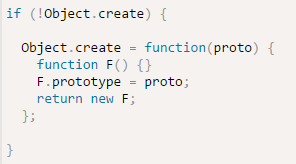 if (!Object.create) {
  Object.create = function(proto) {
    function F() {}
    F.prototype = proto;
    return new F;
  };
}